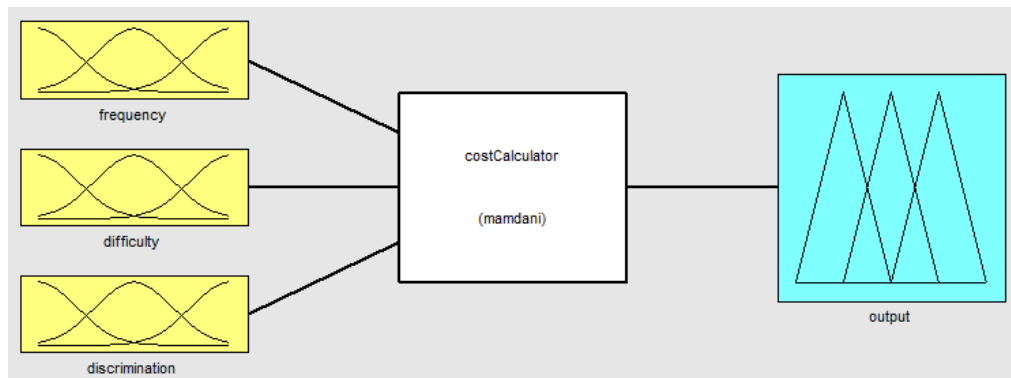 frequency
difficulty
discrimination
costCalculator
(mamdani)
output